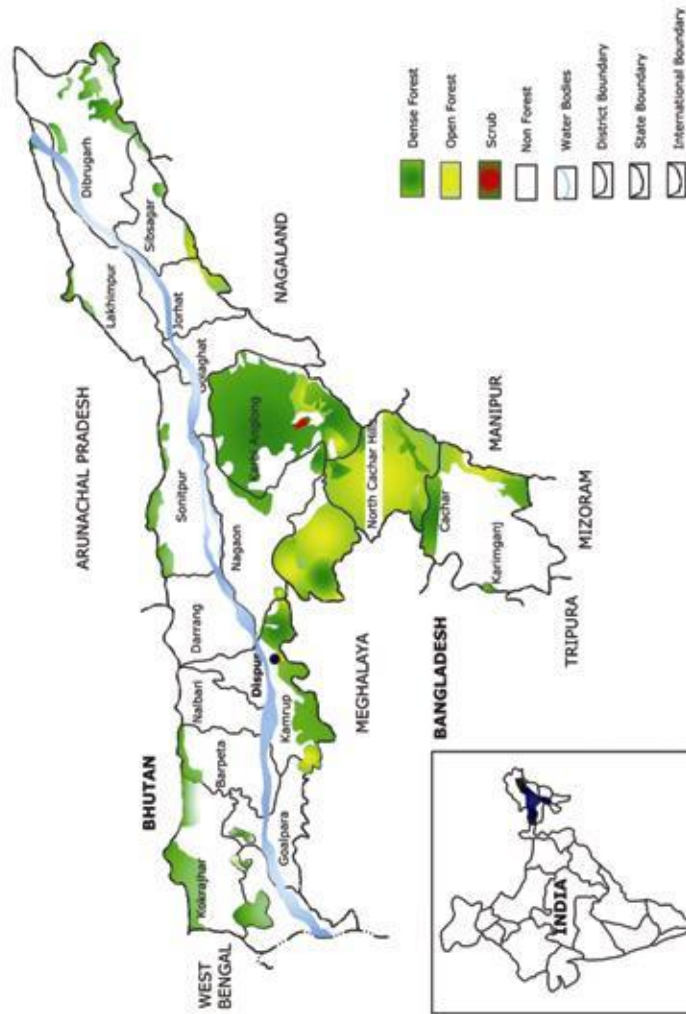 ARUNACHAL PRADESH
Dibrugarh
Lakhimpur
BHUTAN
Sibsagar
Jorhat
Sonitpur
Darrang
Nalbari
Kokrajhar
WEST
BENGAL
Golaghat
Barpeta
Nagaon
Karbi Anglong
Dispur
NAGALAND
Kamrup
Goalpara
MEGHALAYA
North Cachar Hill
BANGLADESH
Cachar
MANIPUR
Karimganj
TRIPURA
MIZORAM
INDIA
Dense Forest
Open Forest
Scrub
Non Forest
Water Bodies
District Boundary
State Boundary
International Boundary